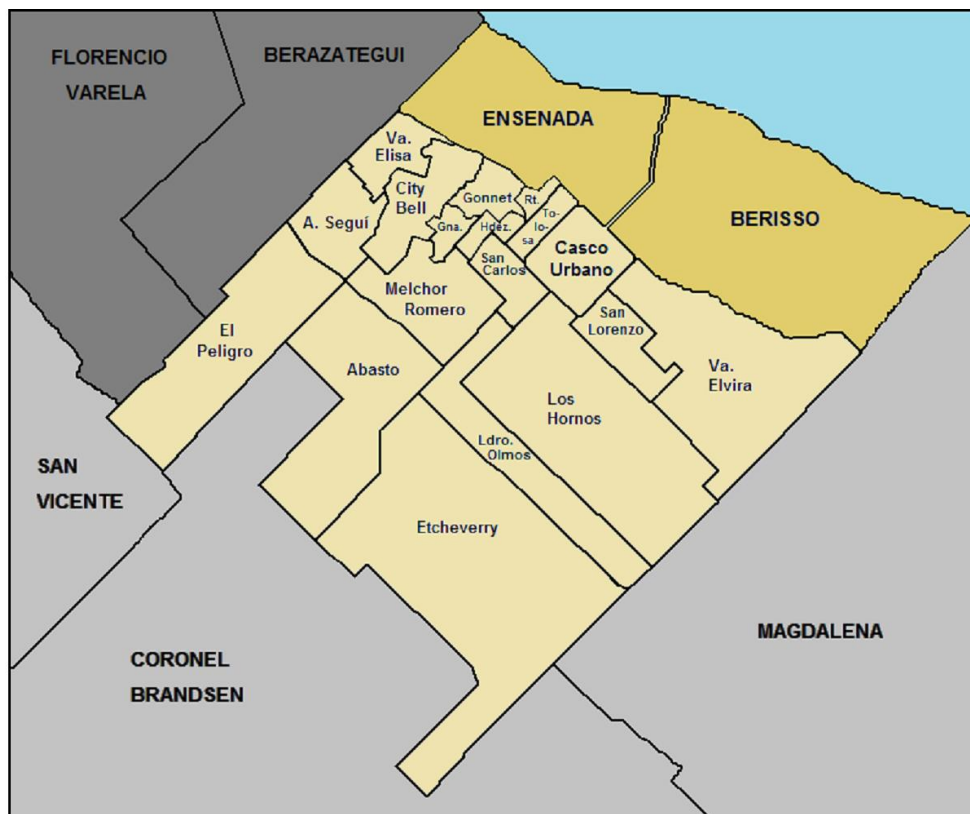 FLORENCIO
VARELA
BERAZATEGUI
ENSENADA
Va.
Elisa
City
Bell
Gonnet
Rt.
To-
lo-
sa
BERISSO
A. Seguí
Gna.
Hdez.
San
Carlos
Casco
Urbano
Melchor
Romero
San
Lorenzo
El
Peligro
Abasto
Va.
Elvira
Los
Hornos
Ldro.
Olmos
SAN
VICENTE
Etcheverry
MAGDALENA
CORONEL
BRANDSEN